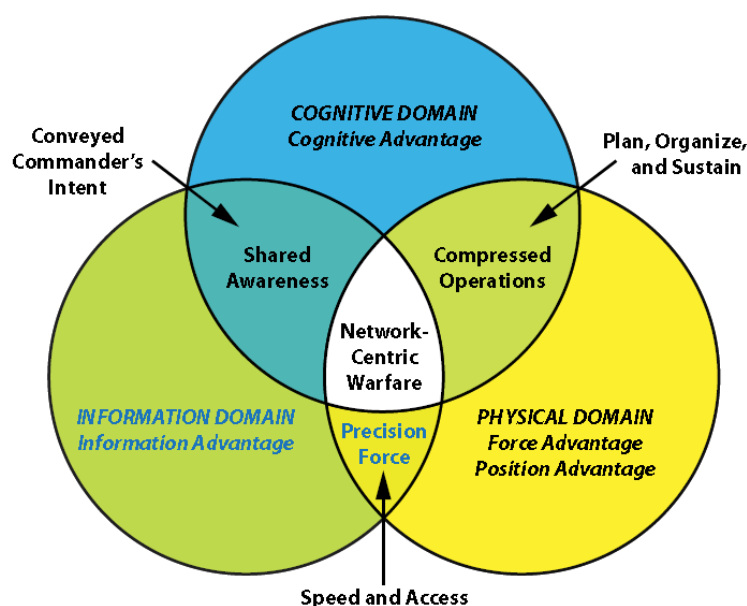 COGNITIVE DOMAIN
Cognitive Advantage
Conveyed
Commander's
Intent
Plan, Organize,
and Sustain
Shared
Awareness
Compressed
Operations
Network-
Centric
Warfare
INFORMATION DOMAIN
Information Advantage
Precision
Force
PHYSICAL DOMAIN
Force Advantage
Position Advantage
Speed and Access